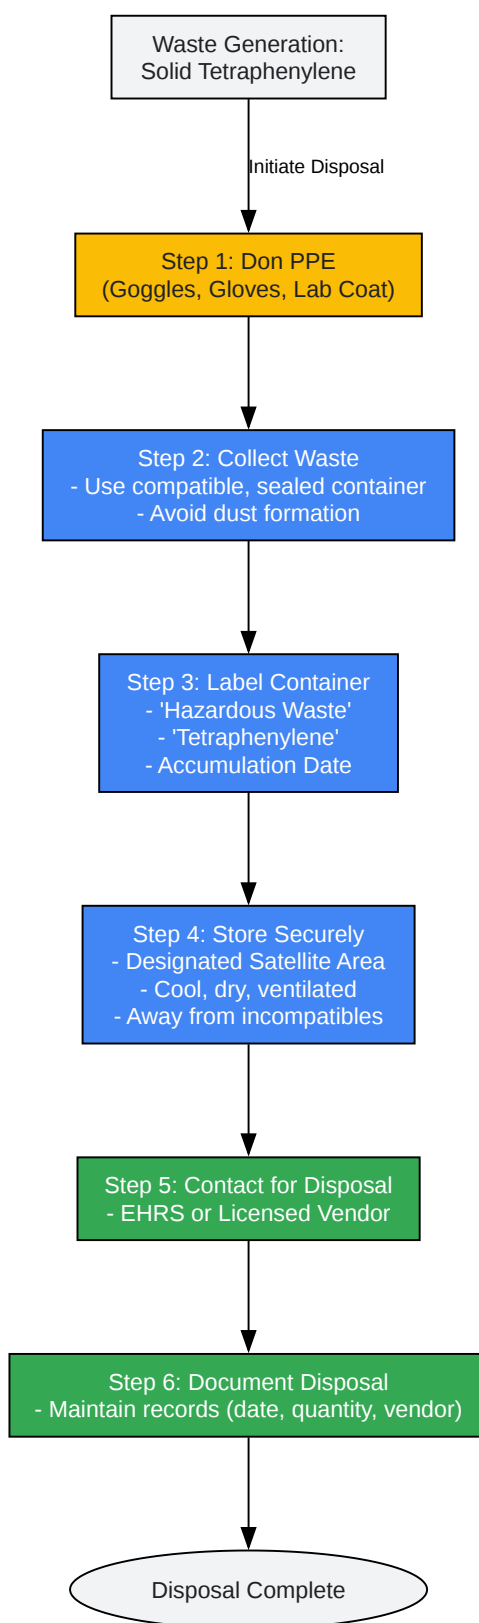 Waste Generation:
Solid Tetraphenylene
Initiate Disposal
Step 1: Don PPE
(Goggles, Gloves, Lab Coat)
Step 2: Collect Waste
- Use compatible, sealed container
- Avoid dust formation
Step 3: Label Container
- 'Hazardous Waste'
- 'Tetraphenylene'
- Accumulation Date
Step 4: Store Securely
- Designated Satellite Area
- Cool, dry, ventilated
- Away from incompatibles
Step 5: Contact for Disposal
- EHRS or Licensed Vendor
Step 6: Document Disposal
- Maintain records (date, quantity, vendor)
Disposal Complete